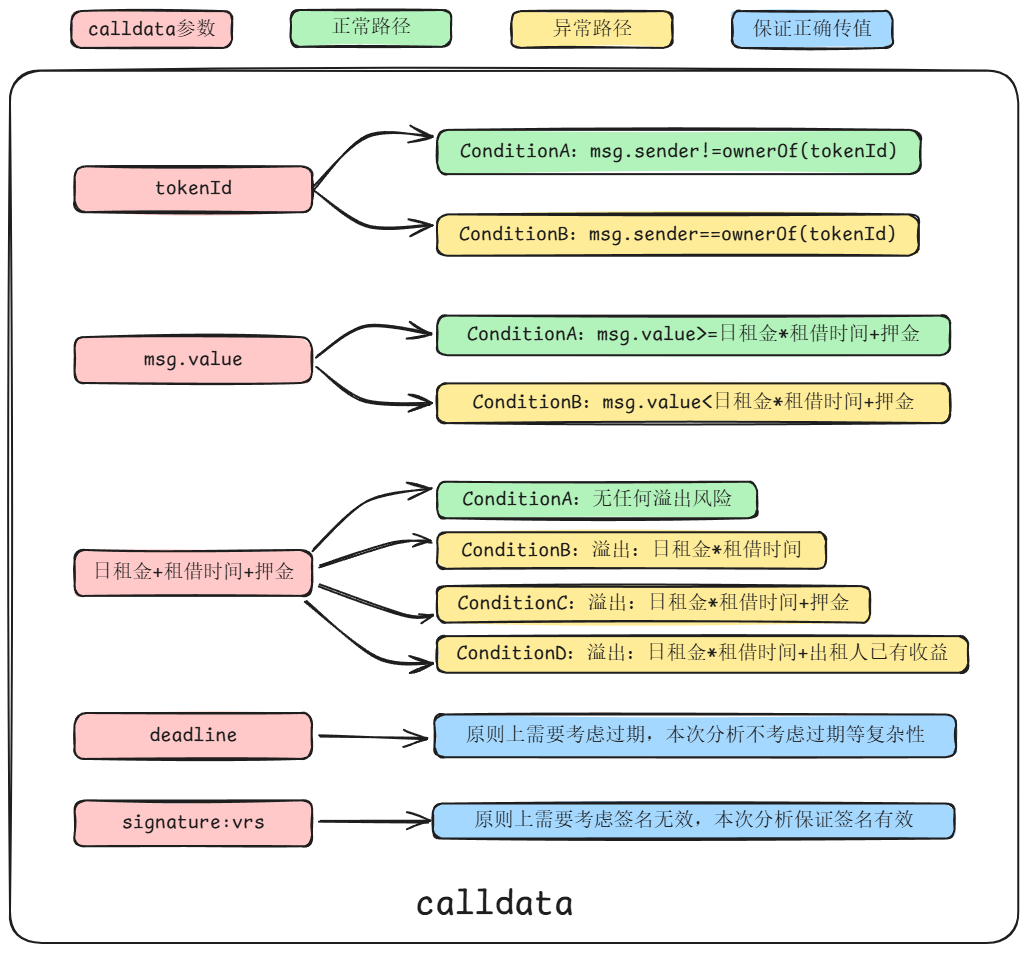 calldata参数
正常路径
异常路径
保证正确传值
tokenId
ConditionA: msg.sender!=ownerOf(tokenId)
ConditionB: msg.sender==ownerOf(tokenId)
msg.value
ConditionA: msg.value>=日租金*租借时间+押金
ConditionB: msg.value<日租金*租借时间+押金
日租金+租借时间+押金
ConditionA: 无任何溢出风险
ConditionB: 溢出: 日租金*租借时间
ConditionC: 溢出: 日租金*租借时间+押金
ConditionD: 溢出: 日租金*租借时间+出租人已有收益
deadline
原则上需要考虑过期，本次分析不考虑过期等复杂性
signature:vrs
原则上需要考虑签名无效，本次分析保证签名有效
calldata